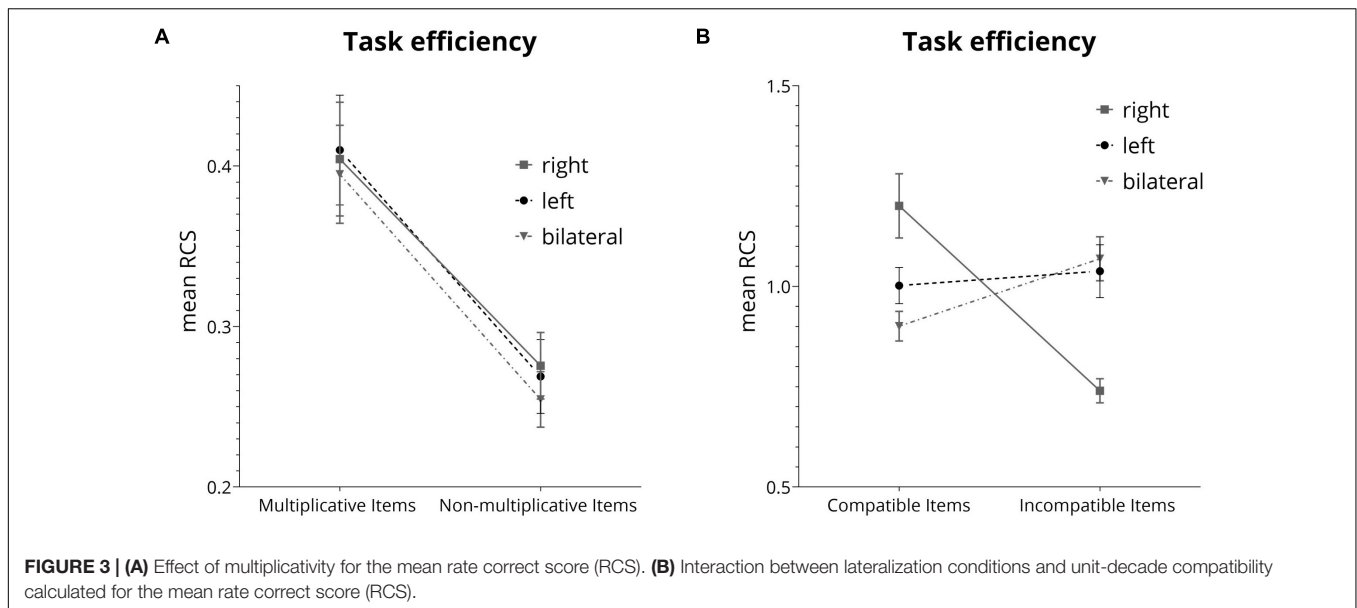 A
Task efficiency
mean RCS
0.4
0.3
0.2
right
left
bilateral
Multiplicative Items
Non-multiplicative Items
B
Task efficiency
mean RCS
1.5
1.0
0.5
right
left
bilateral
Compatible Items
Incompatible Items
FIGURE 3 | (A) Effect of multiplicativity for the mean rate correct score (RCS). (B) Interaction between lateralization conditions and unit-decade compatibility
calculated for the mean rate correct score (RCS).